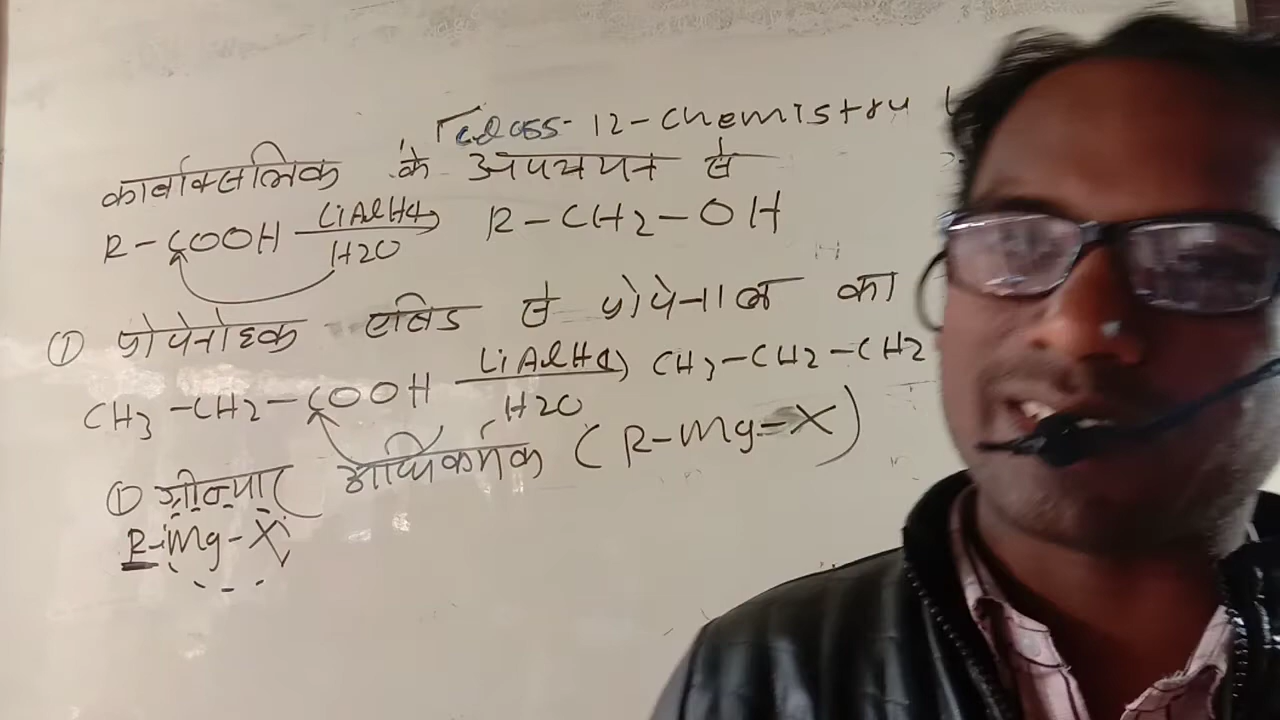 Class- 12-Chemistry
कार्बोक्सलिक के अपचयन से
R-COOH LiAlH4 H2O R-CH2-OH
① प्रोपेनोइक एसिड से प्रोपेनाल का
CH3-CH2-COOH LiAlH4 H2O CH3-CH2-CH2
① ग्रीन्यार अभिकर्मक (R-Mg-X)
R-Mg-X